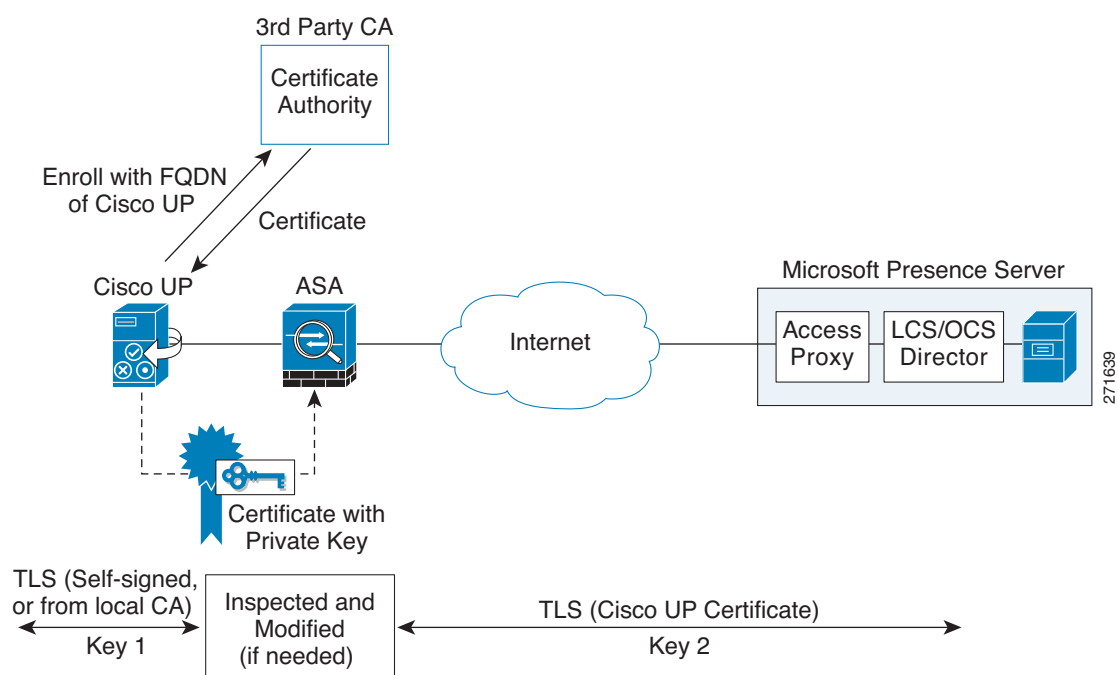 3rd Party CA
Certificate
Authority
Enroll with FQDN
of Cisco UP
Certificate
Cisco UP
ASA
Internet
Microsoft Presence Server
Access
Proxy
LCS/OCS
Director
271639
Certificate with
Private Key
TLS (Self-signed,
or from local CA)
Key 1
Inspected and
Modified
(if needed)
TLS (Cisco UP Certificate)
Key 2